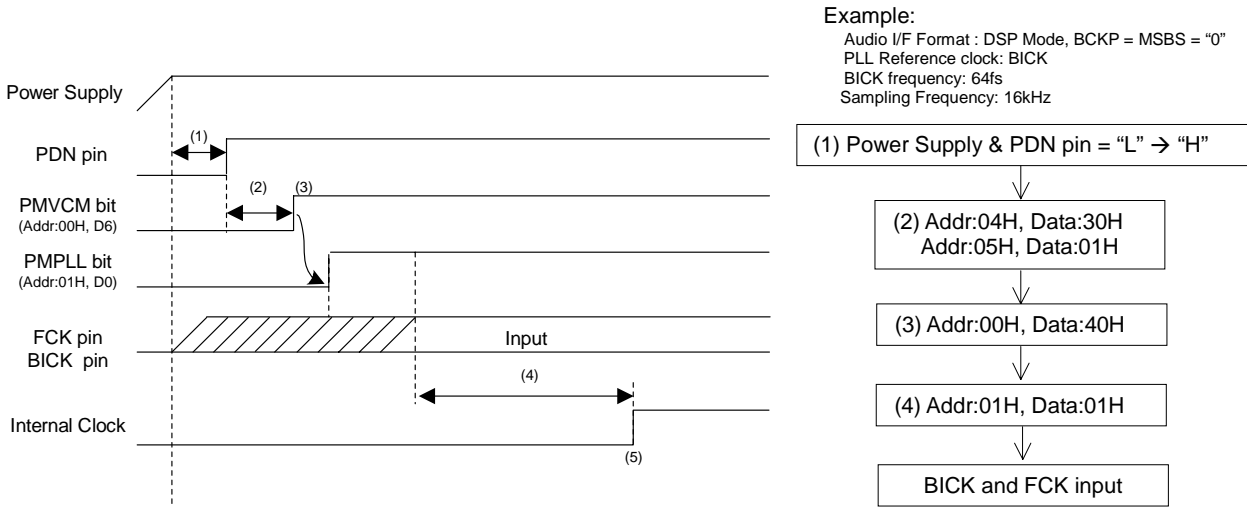 Example:
Audio I/F Format : DSP Mode, BCKP = MSBS = “0”
PLL Reference clock: BICK
BICK frequency: 64fs
Sampling Frequency: 16kHz
Power Supply
(1)
PDN pin
(2)
(3)
PMVCM bit
(Addr:00H, D6)
PMPLL bit
(Addr:01H, D0)
FCK pin
BICK pin
Input
(4)
Internal Clock
(5)
(1) Power Supply & PDN pin = “L” → “H”
(2) Addr:04H, Data:30H
Addr:05H, Data:01H
(3) Addr:00H, Data:40H
(4) Addr:01H, Data:01H
BICK and FCK input